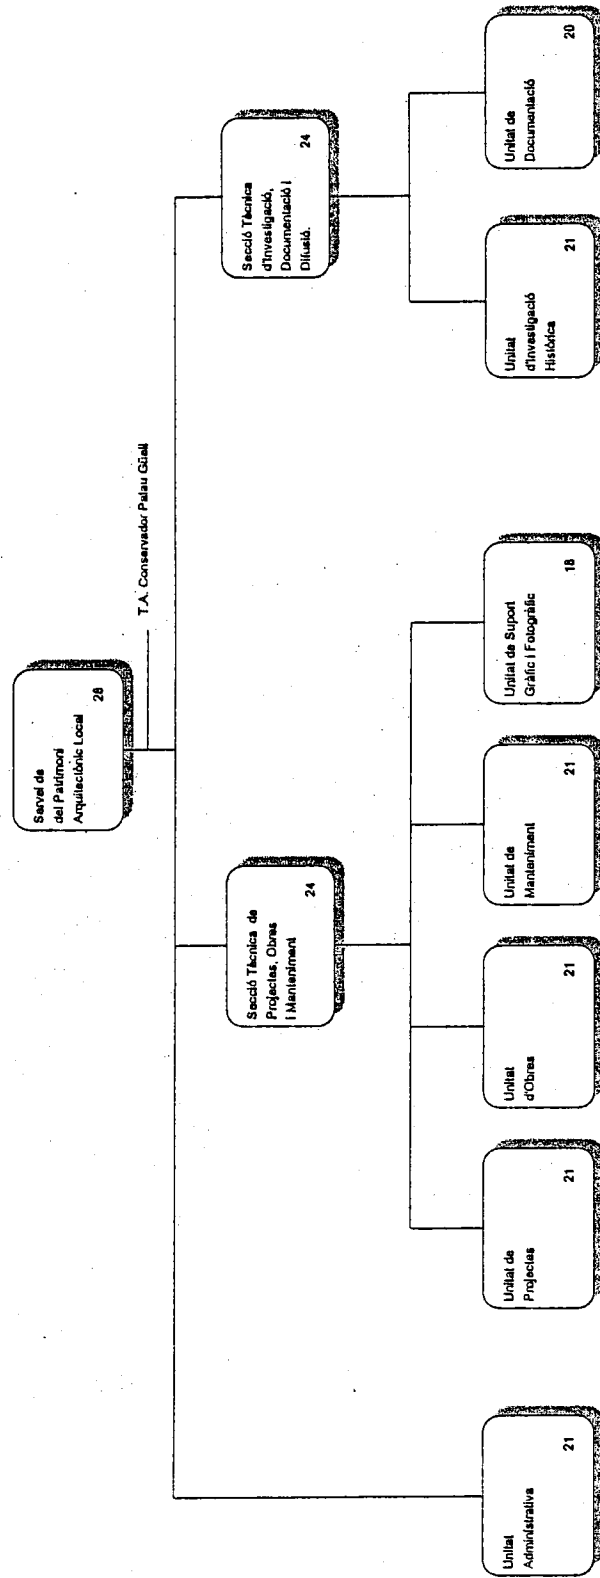 Servei de
del Patrimoni
Arquitectònic Local
28
T.A. Conservador Palau Güell
Secció Tècnica de
Projectes, Obres
i Manteniment
24
Secció Tècnica
d'Investigació,
Documentació i
Difusió.
24
Unitat
Administrativa
21
Unitat de
Projectes
21
Unitat
d'Obres
21
Unitat de
Manteniment
21
Unitat de Suport
Gràfic i Fotogràfic
18
Unitat
d'Investigació
Històrica
21
Unitat de
Documentació
20